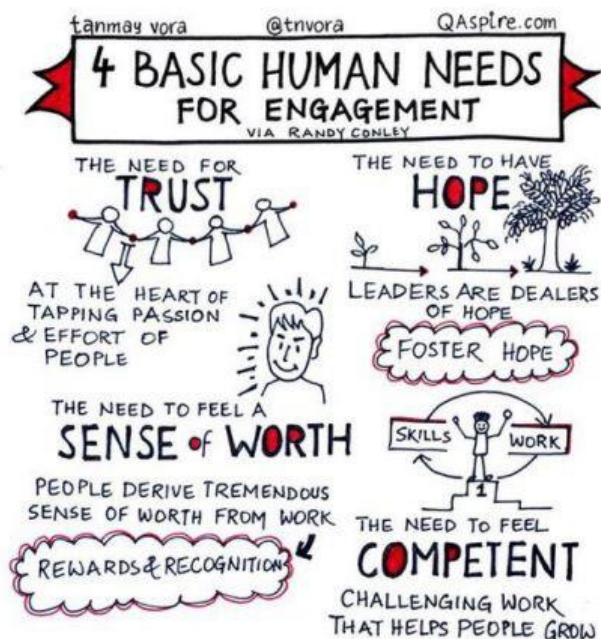 tanmay vora @tnvora QAspire.com
4 BASIC HUMAN NEEDS
FOR ENGAGEMENT
VIA RANDY CONLEY
THE NEED FOR
TRUST
AT THE HEART OF
TAPPING PASSION
& EFFORT OF
PEOPLE
THE NEED TO HAVE
HOPE
LEADERS ARE DEALERS
OF HOPE
FOSTER HOPE
THE NEED TO FEEL A
SENSE of WORTH
PEOPLE DERIVE TREMENDOUS
SENSE OF WORTH FROM WORK
REWARDS & RECOGNITION
SKILLS
WORK
1
THE NEED TO FEEL
COMPETENT
CHALLENGING WORK
THAT HELPS PEOPLE GROW